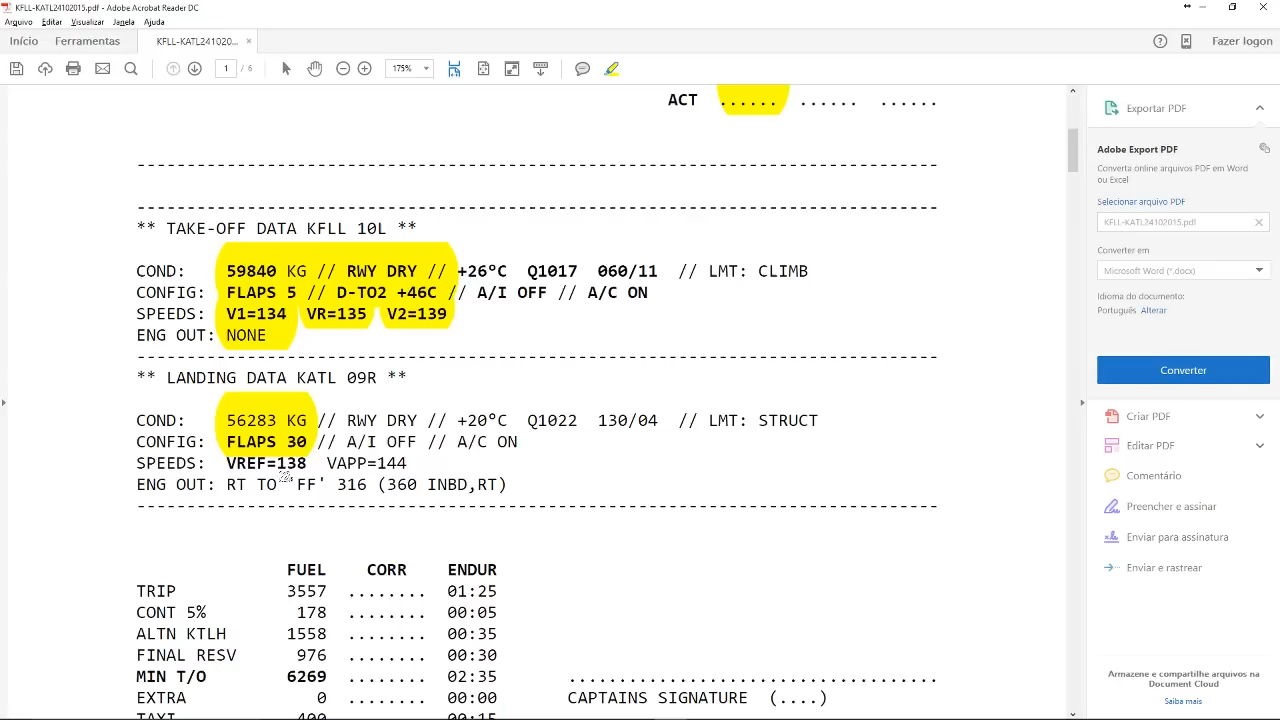 KFLL-KATL24102015.pdf - Adobe Acrobat Reader DC
Arquivo Editar Visualizar Janela Ajuda
Início Ferramentas KFLL-KATL241020... × Fazer logon
1 / 6 175%
ACT ...... ...... ......
--------------------------------------------------------------------------------
--------------------------------------------------------------------------------
** TAKE-OFF DATA KFLL 10L **
COND: 59840 KG // RWY DRY // +26ºC Q1017 060/11 // LMT: CLIMB
CONFIG: FLAPS 5 // D-TO2 +46C // A/I OFF // A/C ON
SPEEDS: V1=134 VR=135 V2=139
ENG OUT: NONE
--------------------------------------------------------------------------------
** LANDING DATA KATL 09R **
COND: 56283 KG // RWY DRY // +20ºC Q1022 130/04 // LMT: STRUCT
CONFIG: FLAPS 30 // A/I OFF // A/C ON
SPEEDS: VREF=138 VAPP=144
ENG OUT: RT TO 'FF' 316 (360 INBD,RT)
--------------------------------------------------------------------------------
FUEL CORR ENDUR
TRIP 3557 ........ 01:25
CONT 5% 178 ........ 00:05
ALTN KTLH 1558 ........ 00:35
FINAL RESV 976 ........ 00:30
MIN T/O 6269 ........ 02:35 .....................................
EXTRA 0 ........ 00:00 CAPTAINS SIGNATURE (....)
TAXI 400 ........ 00:15
Exportar PDF
Adobe Export PDF
Converta online arquivos PDF em Word
ou Excel
Selecionar arquivo PDF
KFLL-KATL24102015.pdf ×
Converter em
Microsoft Word (*.docx)
Idioma do documento:
Português Alterar
Converter
Criar PDF
Editar PDF
Comentário
Preencher e assinar
Enviar para assinatura
Enviar e rastrear
Armazene e compartilhe arquivos na
Document Cloud
Saiba mais